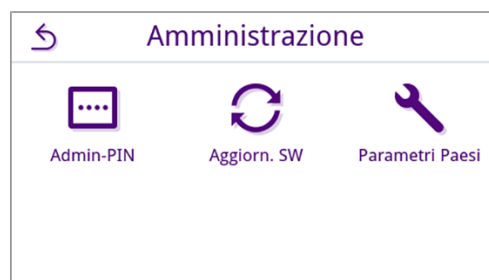 Amministrazione
Admin-PIN
Aggiorn. SW
Parametri Paesi